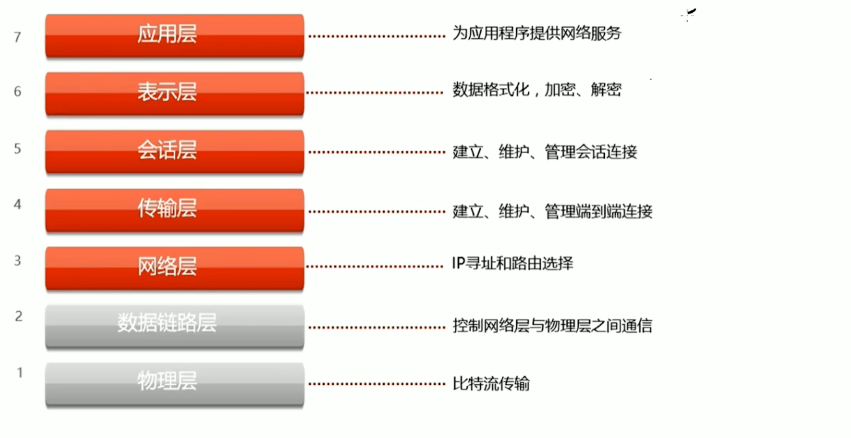 7 应用层 为应用程序提供网络服务
6 表示层 数据格式化，加密、解密
5 会话层 建立、维护、管理会话连接
4 传输层 建立、维护、管理端到端连接
3 网络层 IP寻址和路由选择
2 数据链路层 控制网络层与物理层之间通信
1 物理层 比特流传输